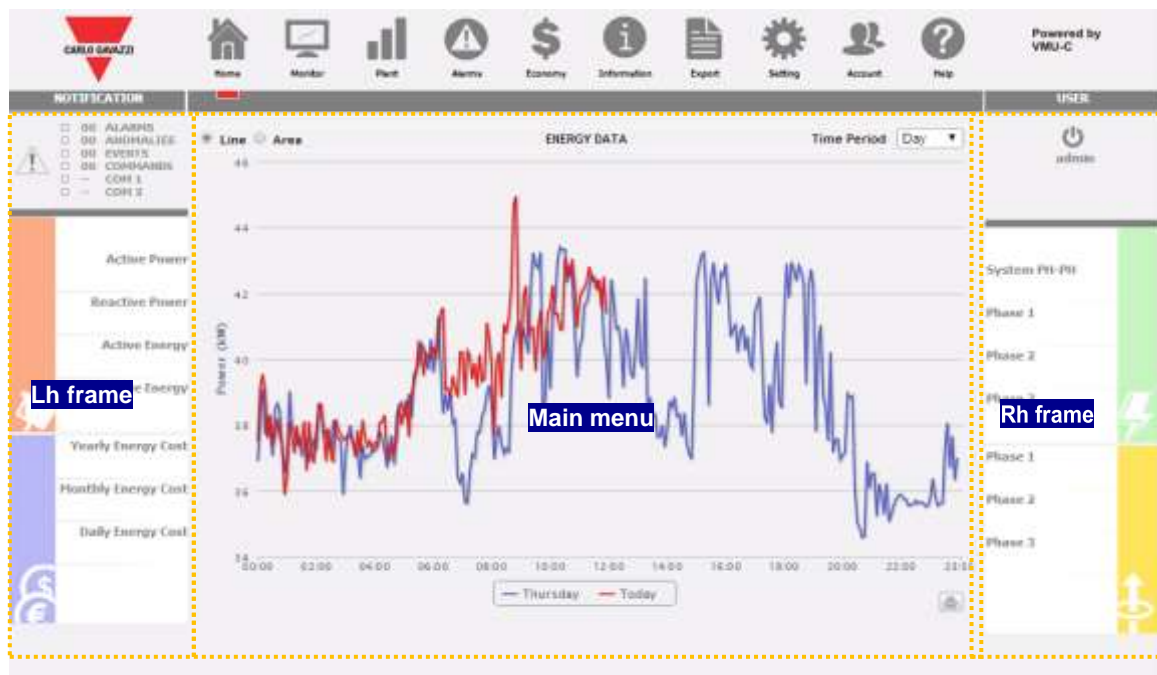 CARLO GAVAZZI
Home
Monitor
Plant
Alarms
Economy
Information
Export
Setting
Account
Help
Powered by
VMU-C
NOTIFICATION
USER
00 ALARMS
00 ANOMALIES
00 EVENTS
06 COMMANDS
-- COM 1
-- COM 2
Line
Area
ENERGY DATA
Time Period
Day
admin
Active Power
Reactive Power
Active Energy
Energy
Yearly Energy Cost
Monthly Energy Cost
Daily Energy Cost
Lh frame
Power (kW)
46
44
42
40
38
36
34
Main menu
00:00
02:00
04:00
06:00
08:00
10:00
12:00
14:00
16:00
18:00
20:00
22:00
Thursday
Today
System PH-PH
Phase 1
Phase 2
Rh frame
Phase 1
Phase 2
Phase 3